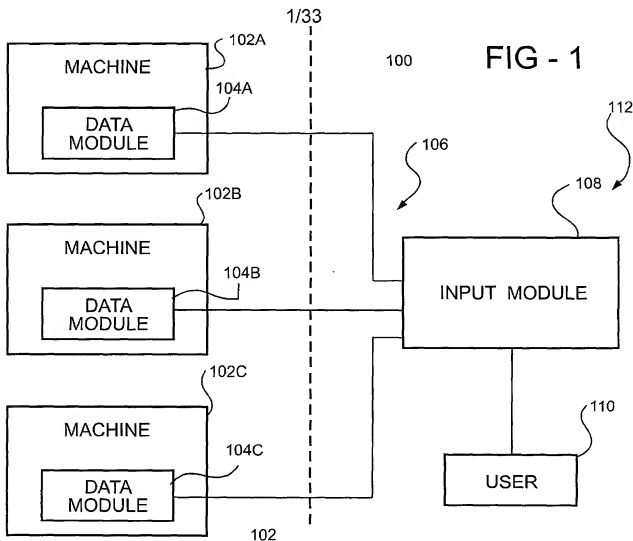 1/33
FIG - 1
100
102A
MACHINE
104A
DATA
MODULE
102B
MACHINE
104B
DATA
MODULE
102C
MACHINE
104C
DATA
MODULE
102
106
112
108
INPUT MODULE
110
USER